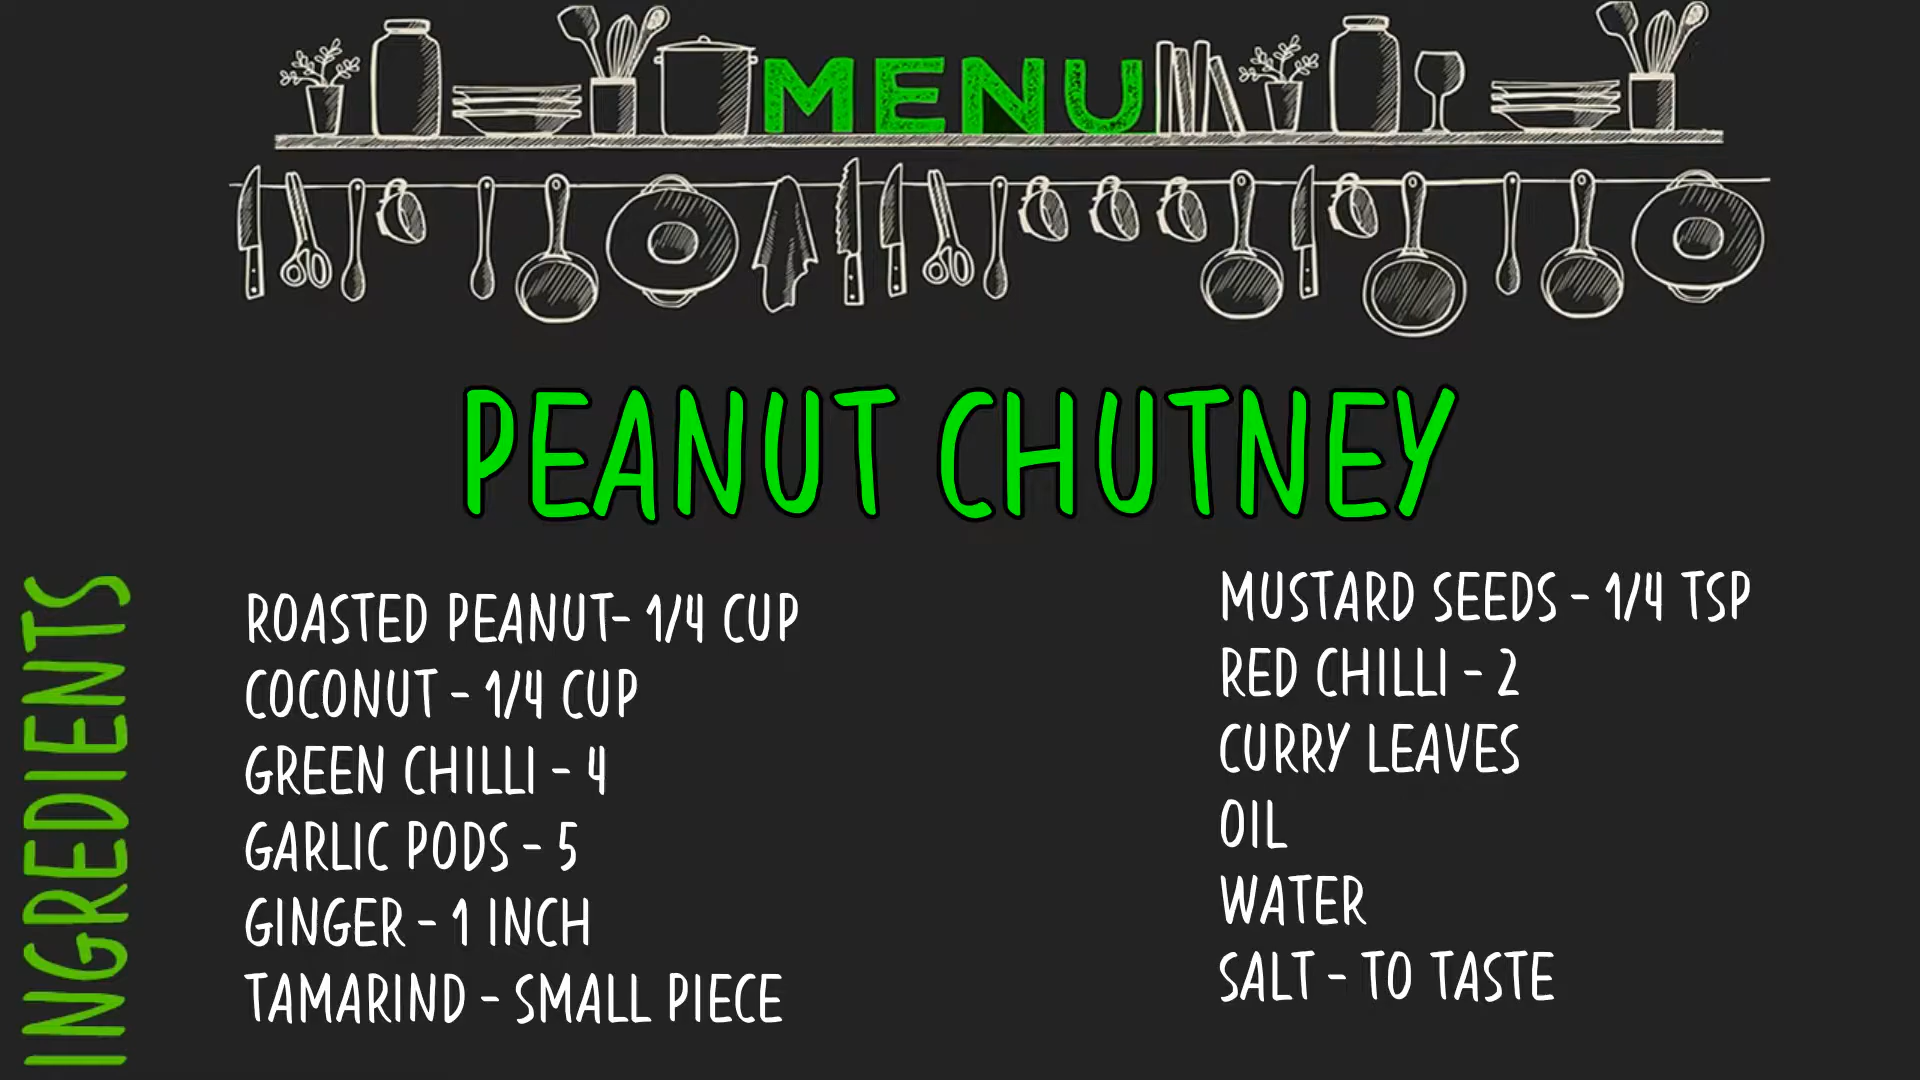 MENU
PEANUT CHUTNEY
INGREDIENTS
ROASTED PEANUT- 1/4 CUP
COCONUT - 1/4 CUP
GREEN CHILLI - 4
GARLIC PODS - 5
GINGER - 1 INCH
TAMARIND - SMALL PIECE
MUSTARD SEEDS - 1/4 TSP
RED CHILLI - 2
CURRY LEAVES
OIL
WATER
SALT - TO TASTE